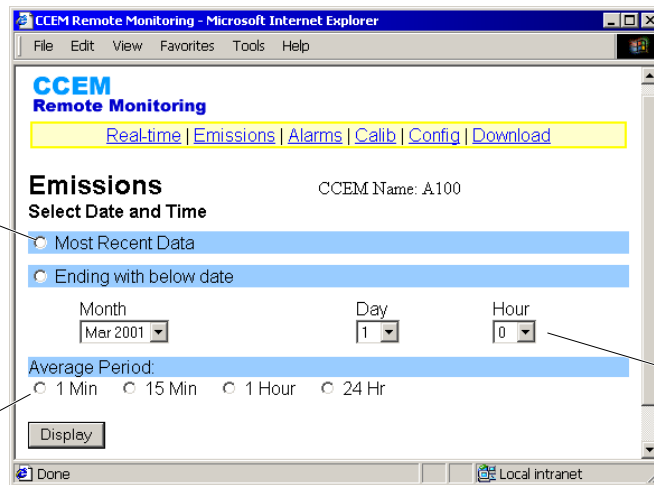 CCEM Remote Monitoring - Microsoft Internet Explorer
File Edit View Favorites Tools Help
CCEM
Remote Monitoring
Real-time | Emissions | Alarms | Calib | Config | Download
Emissions CCEM Name: A100
Select Date and Time
Most Recent Data
Ending with below date
Month Day Hour
Mar 2001 1 0
Average Period:
1 Min 15 Min 1 Hour 24 Hr
Display
Done Local intranet